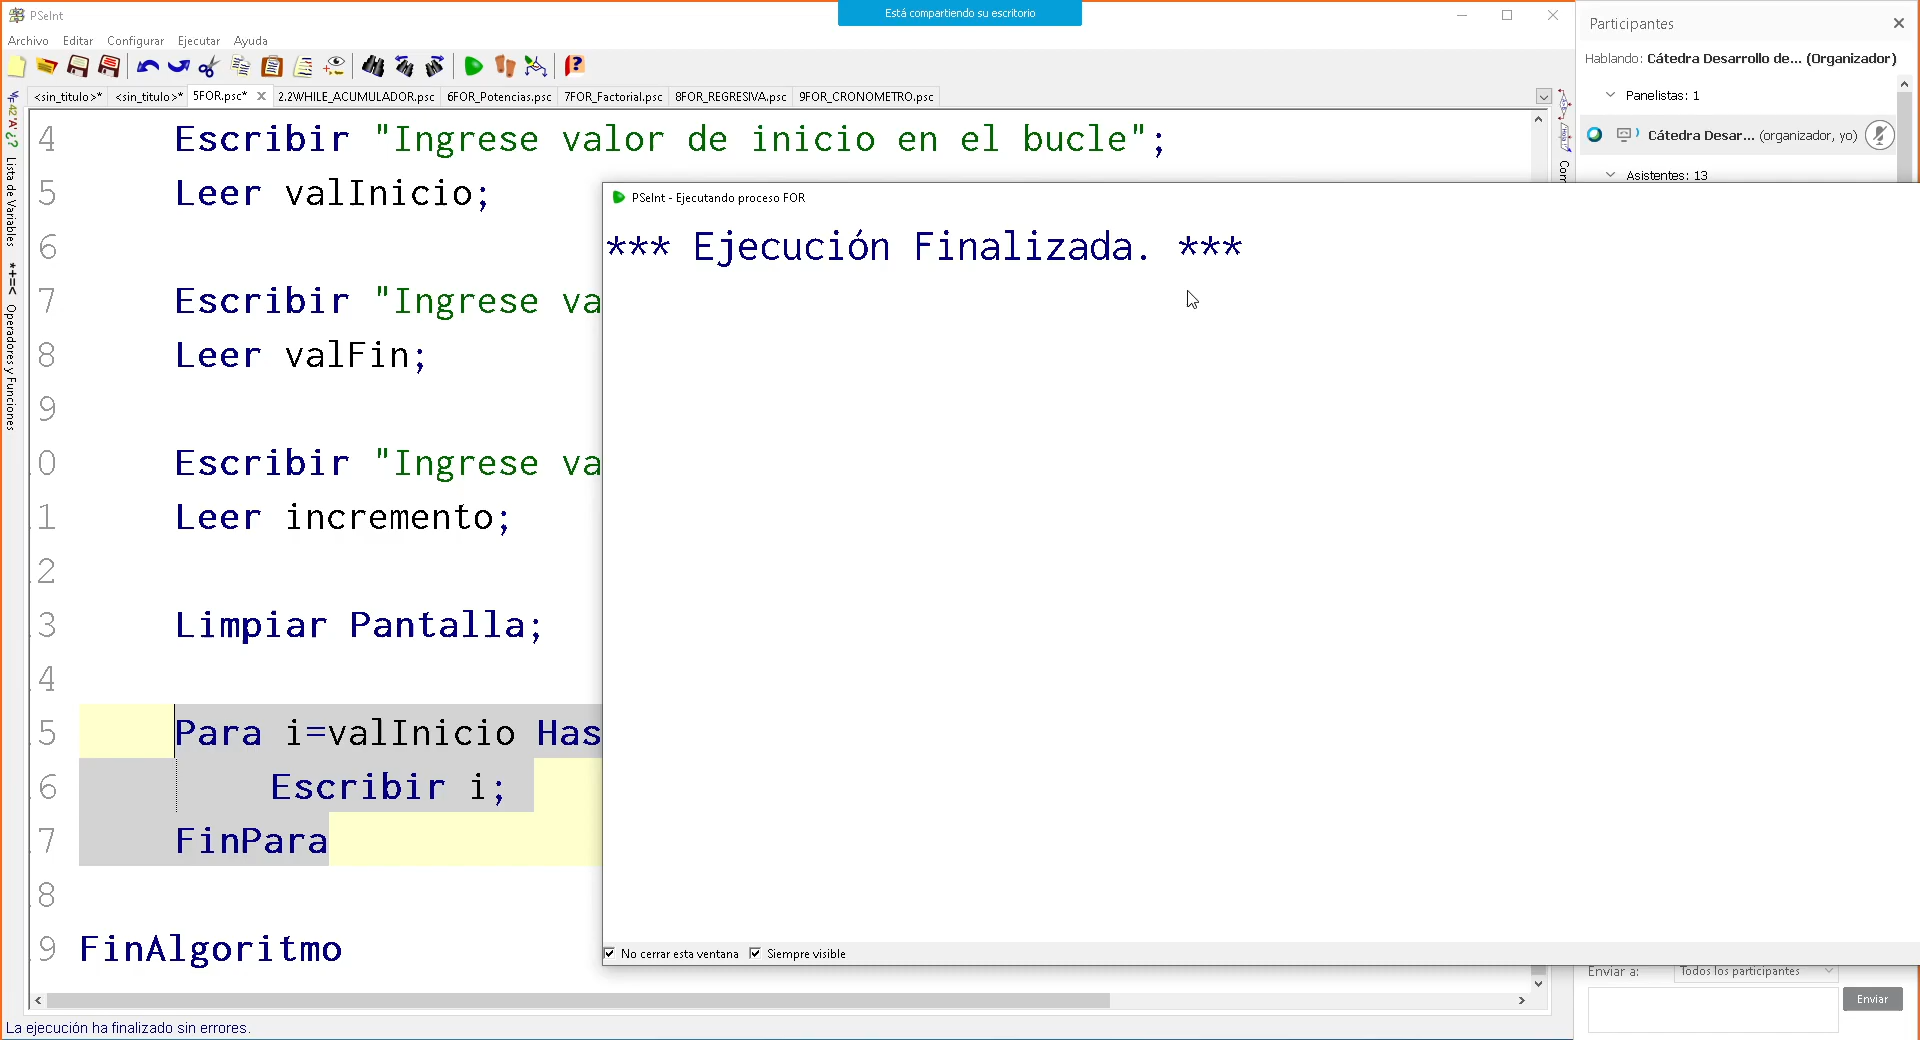 PSeInt
Está compartiendo su escritorio
Archivo Editar Configurar Ejecutar Ayuda
<sin_titulo>* <sin_titulo>* 5FOR.psc* 2.2WHILE_ACUMULADOR.psc 6FOR_Potencias.psc 7FOR_Factorial.psc 8FOR_REGRESIVA.psc 9FOR_CRONOMETRO.psc
Lista de Variables
*+=< Operadores y Funciones
4 Escribir "Ingrese valor de inicio en el bucle";
5 Leer valInicio;
6
7 Escribir "Ingrese va
8 Leer valFin;
9
0 Escribir "Ingrese va
1 Leer incremento;
2
3 Limpiar Pantalla;
4
5 Para i=valInicio Has
6 Escribir i;
7 FinPara
8
9 FinAlgoritmo
La ejecución ha finalizado sin errores.
PSeInt - Ejecutando proceso FOR
*** Ejecución Finalizada. ***
No cerrar esta ventana Siempre visible
Participantes
Hablando: Cátedra Desarrollo de... (Organizador)
Panelistas: 1
Cátedra Desar... (organizador, yo)
Asistentes: 13
Enviar a: Todos los participantes
Enviar